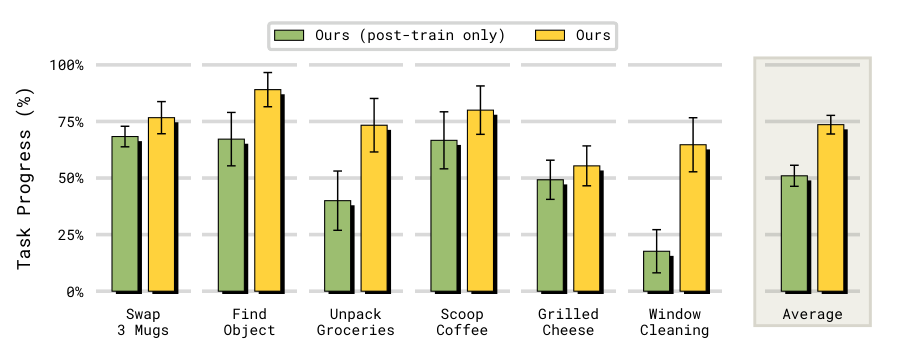 Ours (post-train only) Ours
Task Progress (%)
100%
75%
50%
25%
0%
Swap
3 Mugs
Find
Object
Unpack
Groceries
Scoop
Coffee
Grilled
Cheese
Window
Cleaning
Average